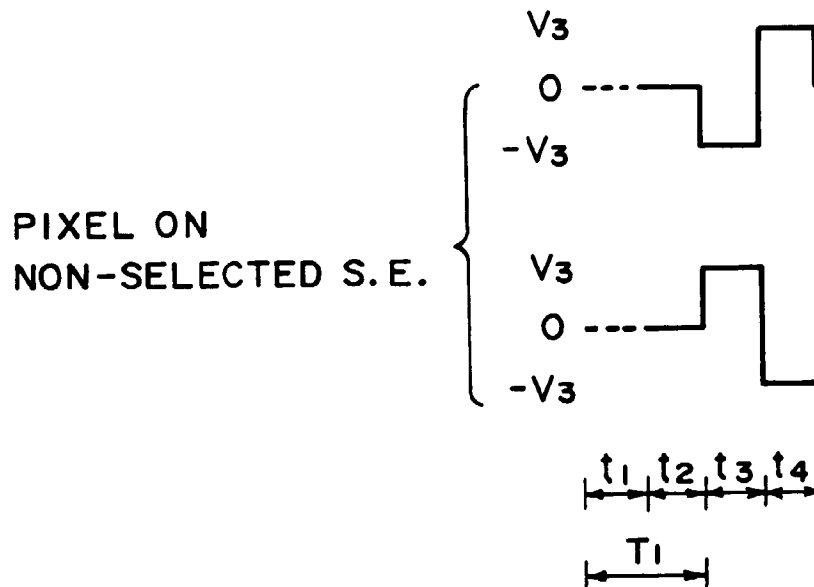 V3
0
-V3
PIXEL ON
NON-SELECTED S.E.
V3
0
-V3
t1 t2 t3 t4
T1